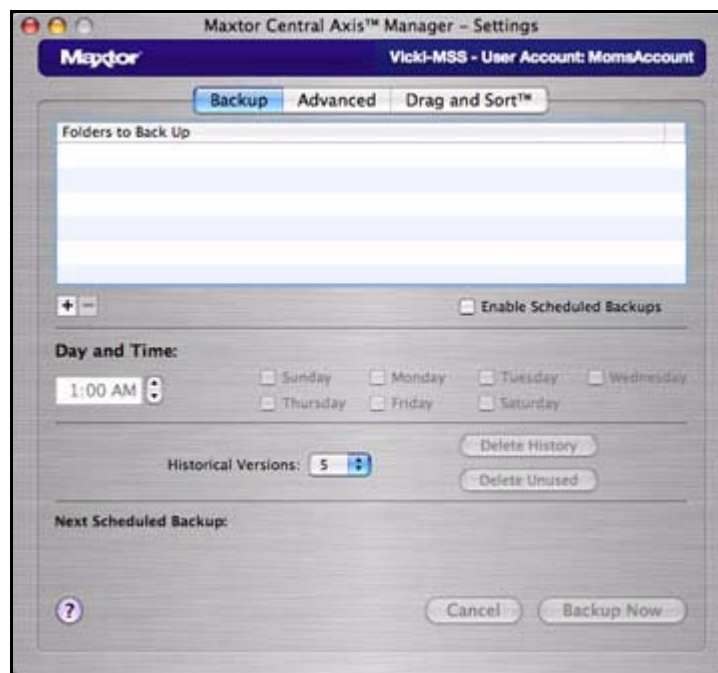 Maxtor Central Axis™ Manager – Settings
Maxtor
Vicki-MSS - User Account: MomsAccount
Backup Advanced Drag and Sort™
Folders to Back Up
+ −
Enable Scheduled Backups
Day and Time:
1:00 AM
Sunday Monday Tuesday Wednesday
Thursday Friday Saturday
Historical Versions: 5
Delete History
Delete Unused
Next Scheduled Backup:
?
Cancel Backup Now